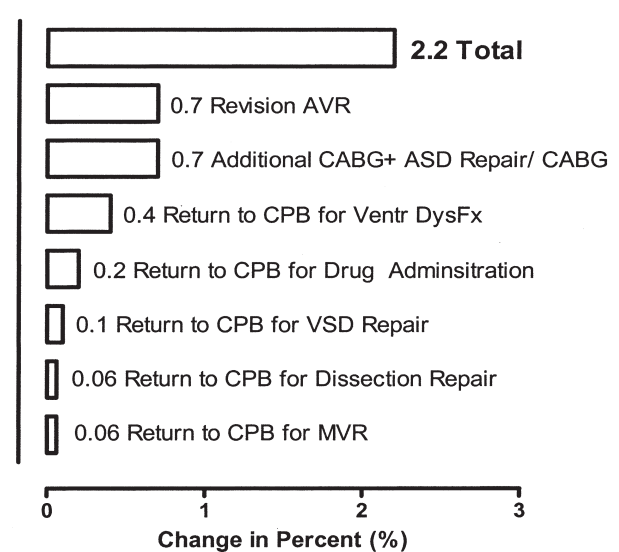 2.2 Total
0.7 Revision AVR
0.7 Additional CABG+ ASD Repair/ CABG
0.4 Return to CPB for Ventr DysFx
0.2 Return to CPB for Drug Adminsitration
0.1 Return to CPB for VSD Repair
0.06 Return to CPB for Dissection Repair
0.06 Return to CPB for MVR
0 1 2 3
Change in Percent (%)